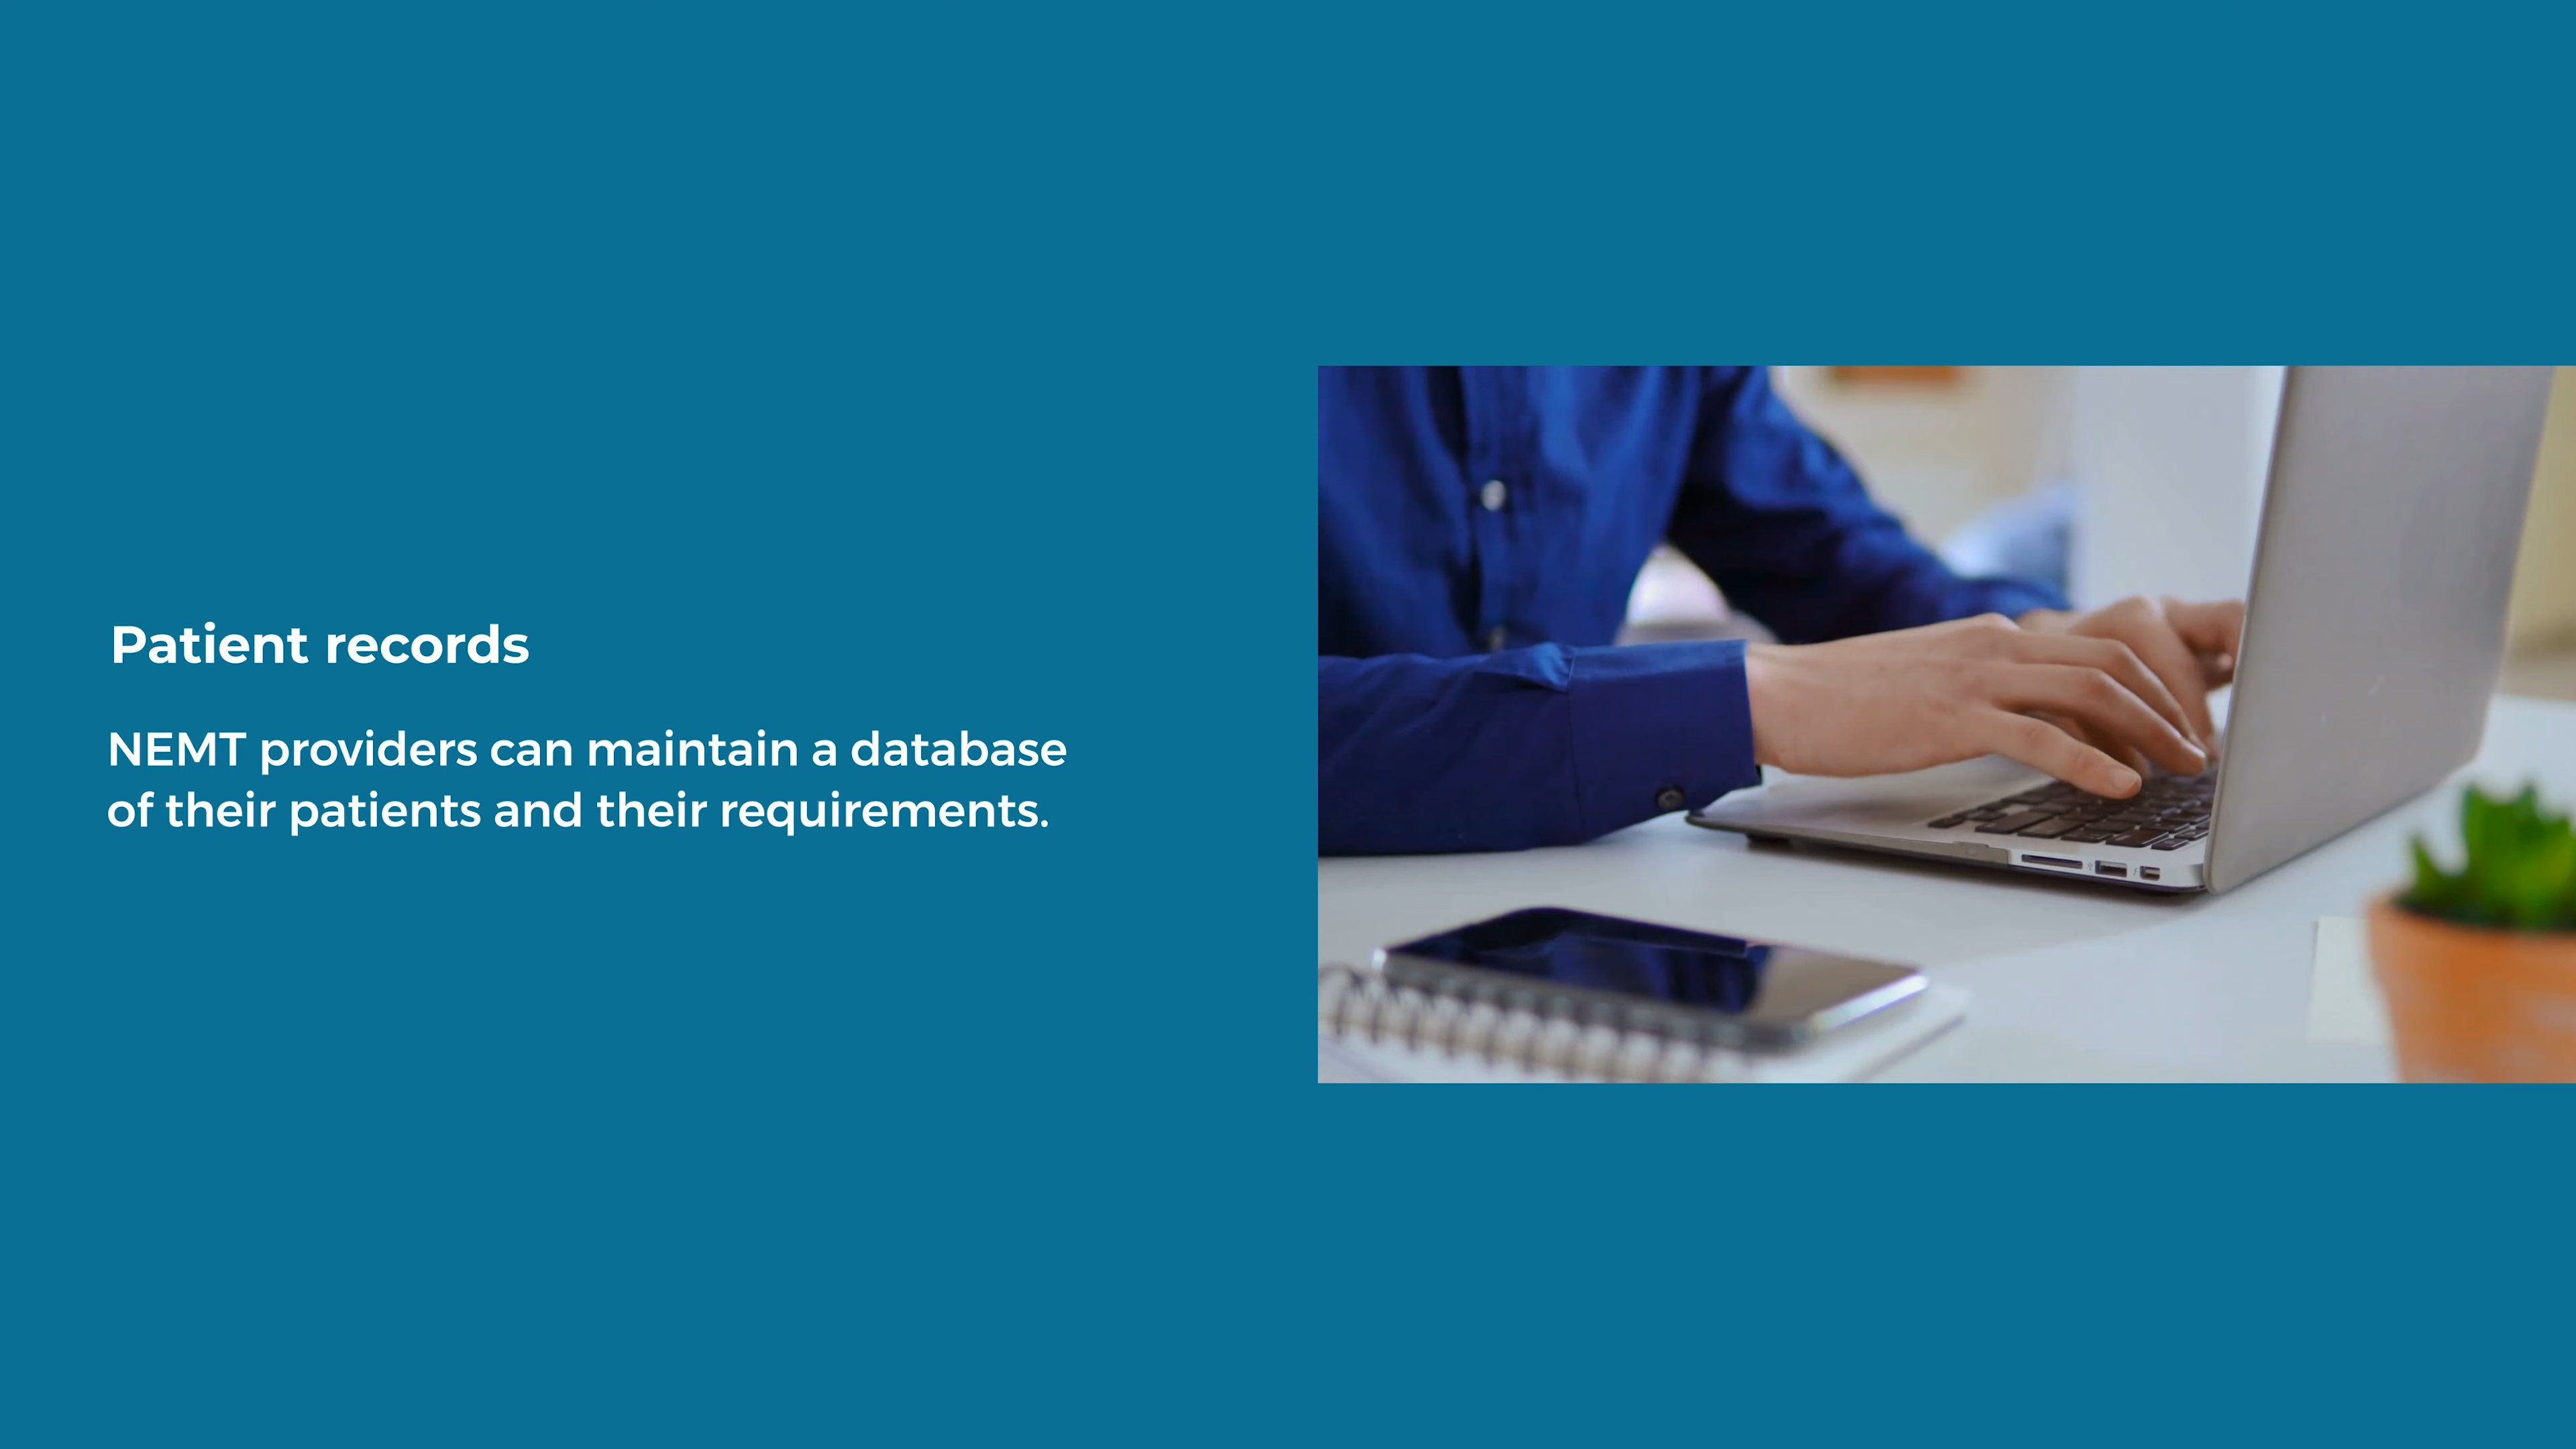 Patient records
NEMT providers can maintain a database
of their patients and their requirements.